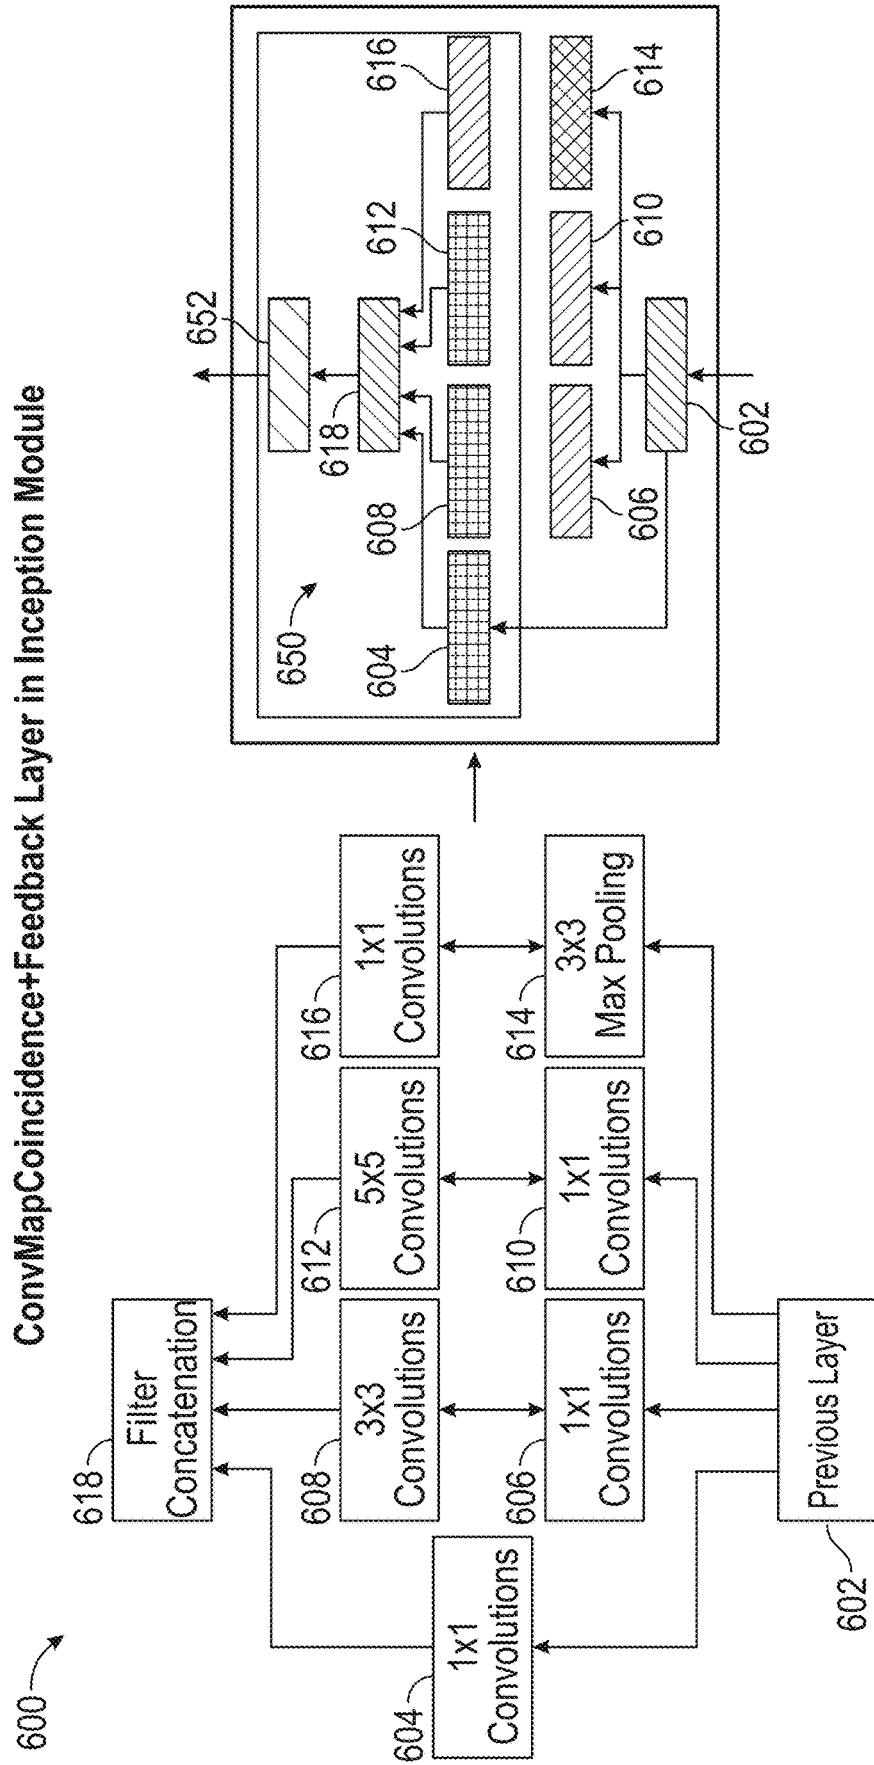 ConvMapCoincidence+Feedback Layer in Inception Module
600
618
Filter
Concatenation
604
1x1
Convolutions
608
3x3
Convolutions
612
5x5
Convolutions
616
1x1
Convolutions
606
1x1
Convolutions
610
1x1
Convolutions
614
3x3
Max Pooling
Previous Layer
602
652
650
618
604
608
612
616
606
610
614
602